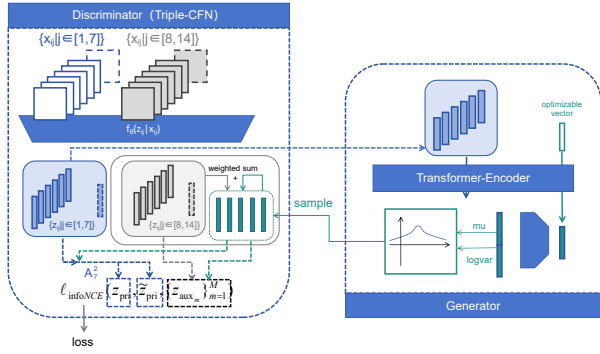 Discriminator (Triple-CFN)
{x_ij|j∈[1,7]} {x_ij|j∈[8,14]}
f_θ(z_ij|x_ij)
optimizable
vector
Transformer-Encoder
weighted sum
+
{z_ij|j∈[1,7]}
{z_ij|j∈[8,14]}
sample
mu
logvar
A_7^2
ℓ_infoNCE(z_pri, z̃_pri, {z_aux_m}_{m=1}^M)
Generator
loss